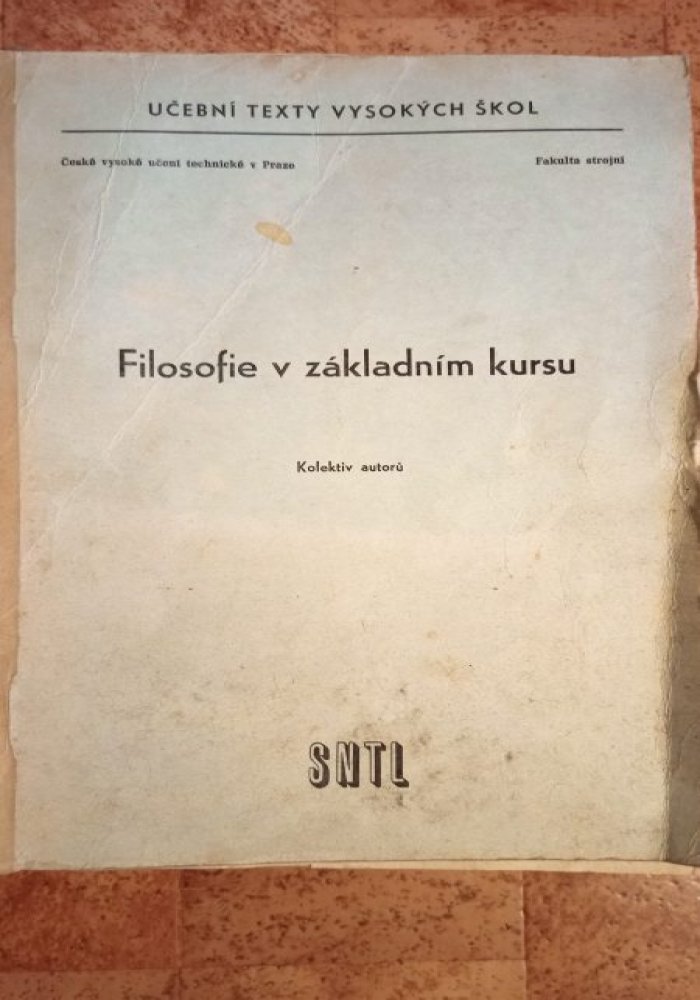 UČEBNÍ TEXTY VYSOKÝCH ŠKOL
České vysoké učení technické v Praze Fakulta strojní
Filosofie v základním kursu
Kolektiv autorů
SNTL